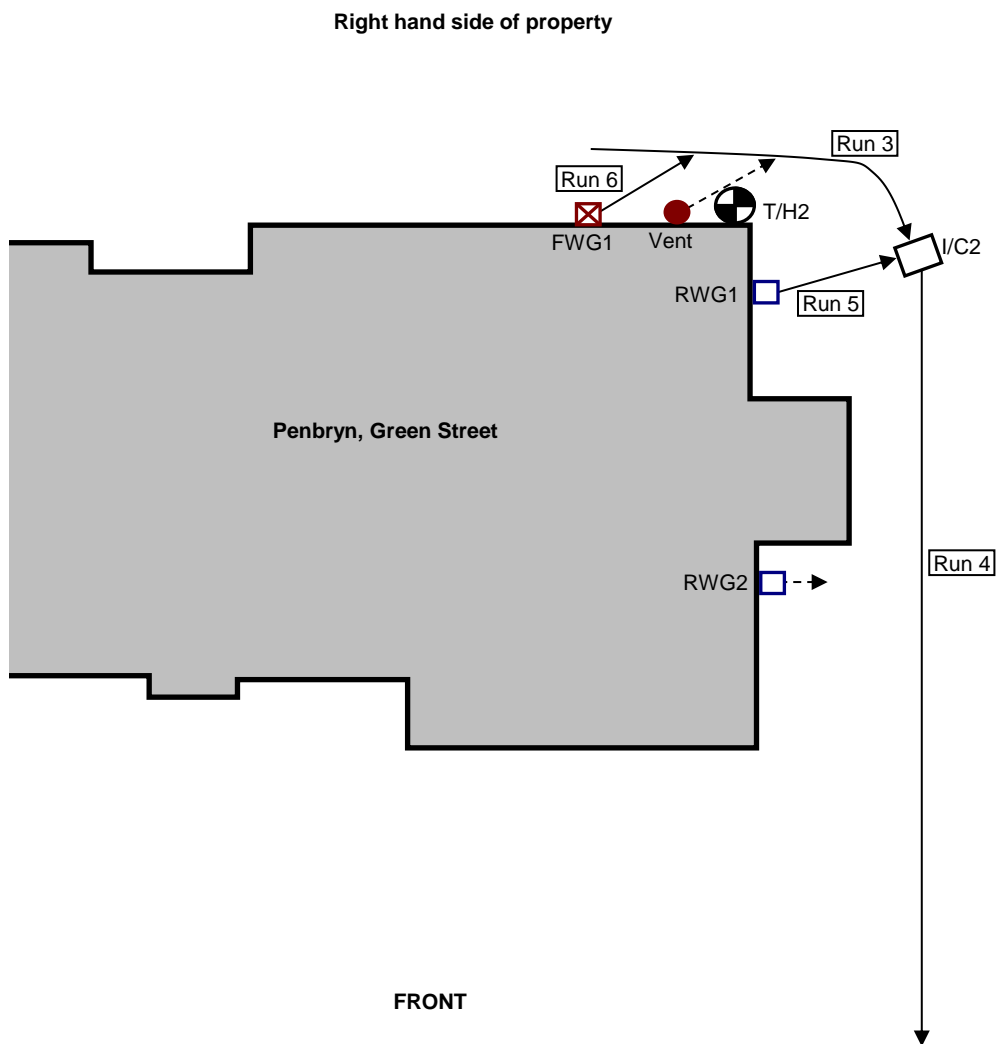 Right hand side of property
Run 3
Run 6
T/H2
FWG1
Vent
I/C2
RWG1
Run 5
Penbryn, Green Street
Run 4
RWG2
FRONT